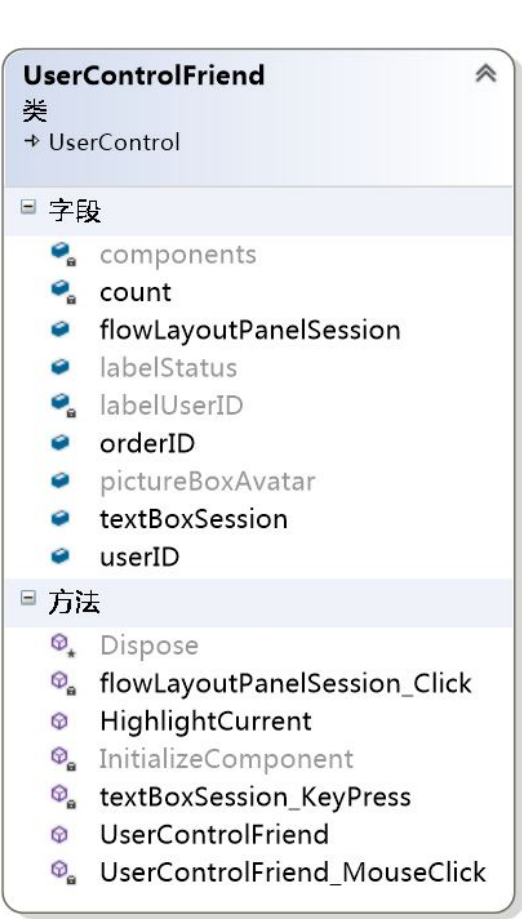 UserControlFriend
类
UserControl
字段
components
count
flowLayoutPanelSession
labelStatus
labelUserID
orderID
pictureBoxAvatar
textBoxSession
userID
方法
Dispose
flowLayoutPanelSession_Click
HighlightCurrent
InitializeComponent
textBoxSession_KeyPress
UserControlFriend
UserControlFriend_MouseClick